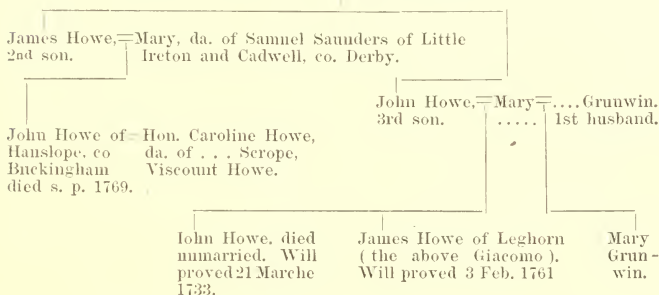 James Howe,=Mary, da. of Samuel Saunders of Little
2nd son. Ireton and Cadwell, co. Derby.
John Howe,=Mary=....Grunwin.
3rd son. ..... 1st husband.
John Howe of=Hon. Caroline Howe,
Hanslope, co da. of . . . Scrope,
Buckingham Viscount Howe.
died s. p. 1769.
Iohn Howe. died
unmarried. Will
proved 21 Marche
1733.
James Howe of Leghorn
(the above Giacomo).
Will proved 3 Feb. 1761
Mary
Grun-
win.